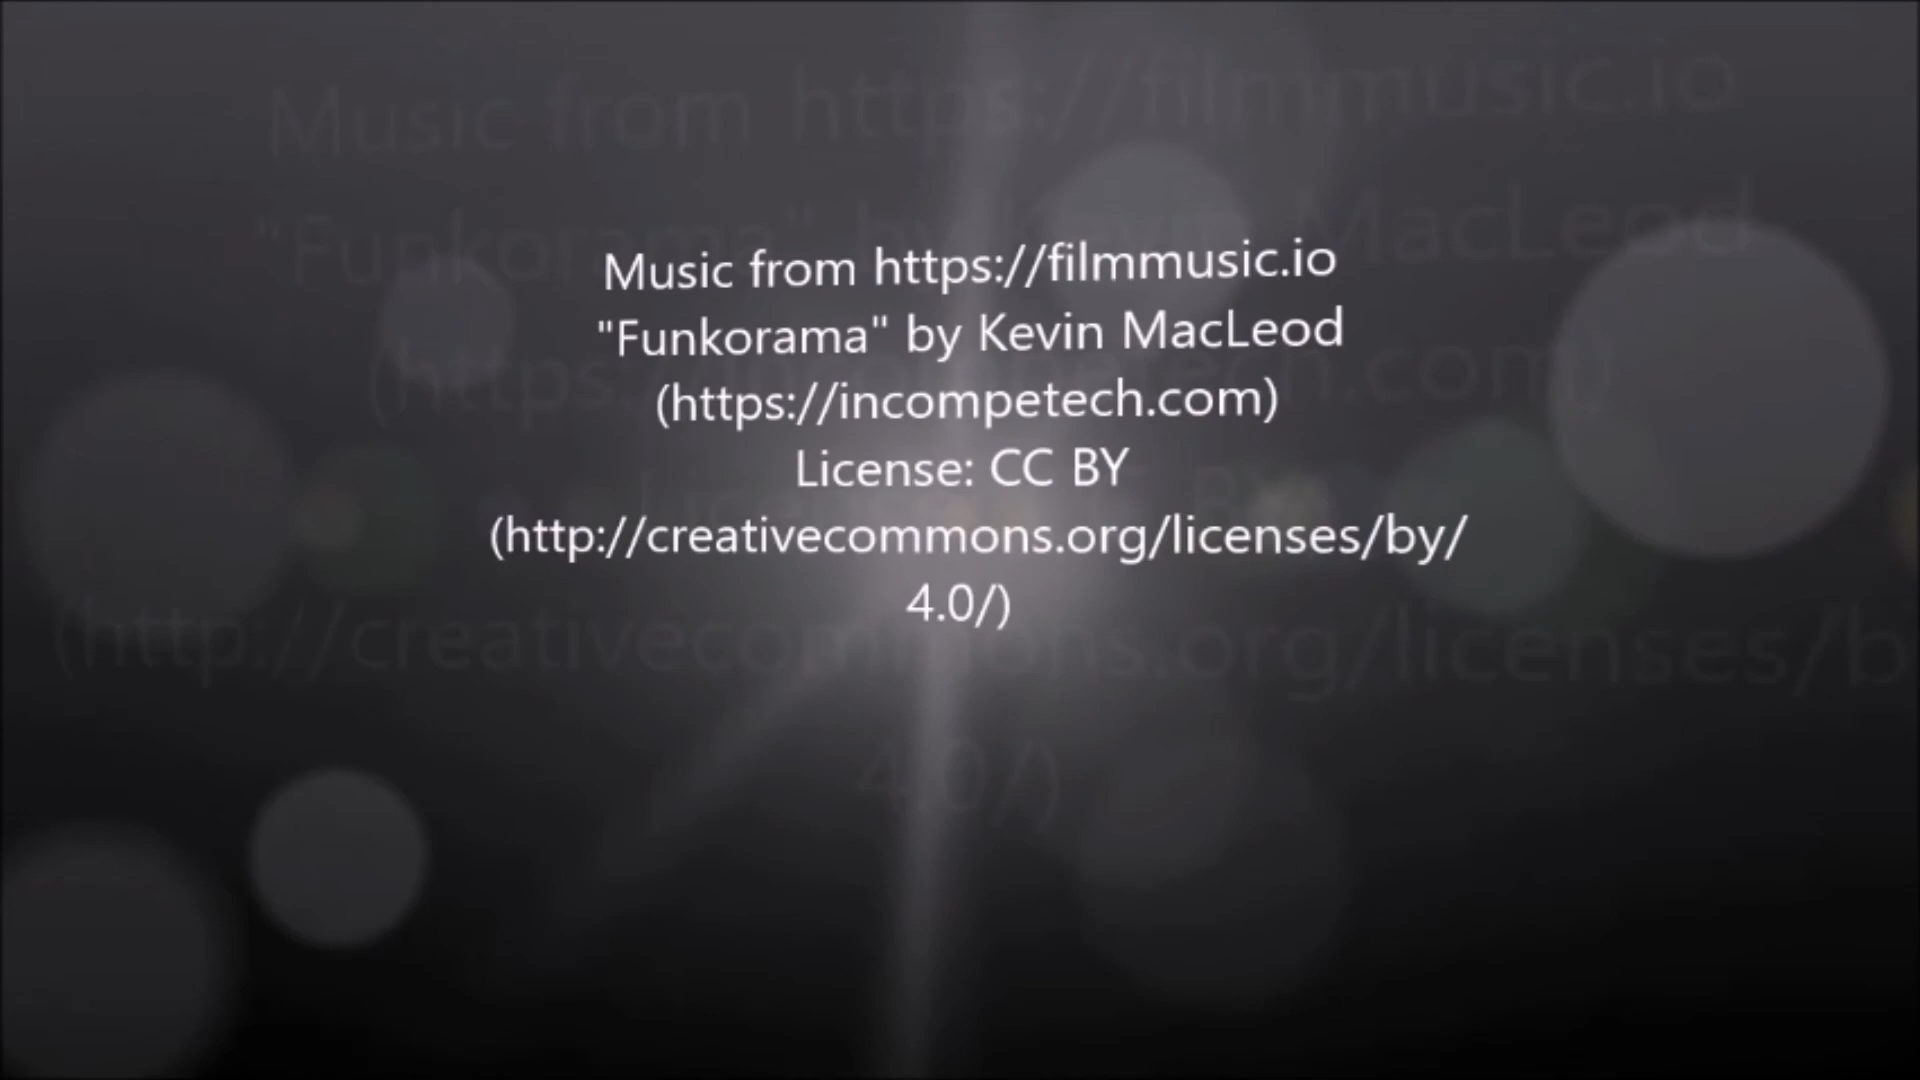 Music from https://filmmusic.io
"Funkorama" by Kevin MacLeod
(https://incompetech.com)
License: CC BY
(http://creativecommons.org/licenses/by/
4.0/)